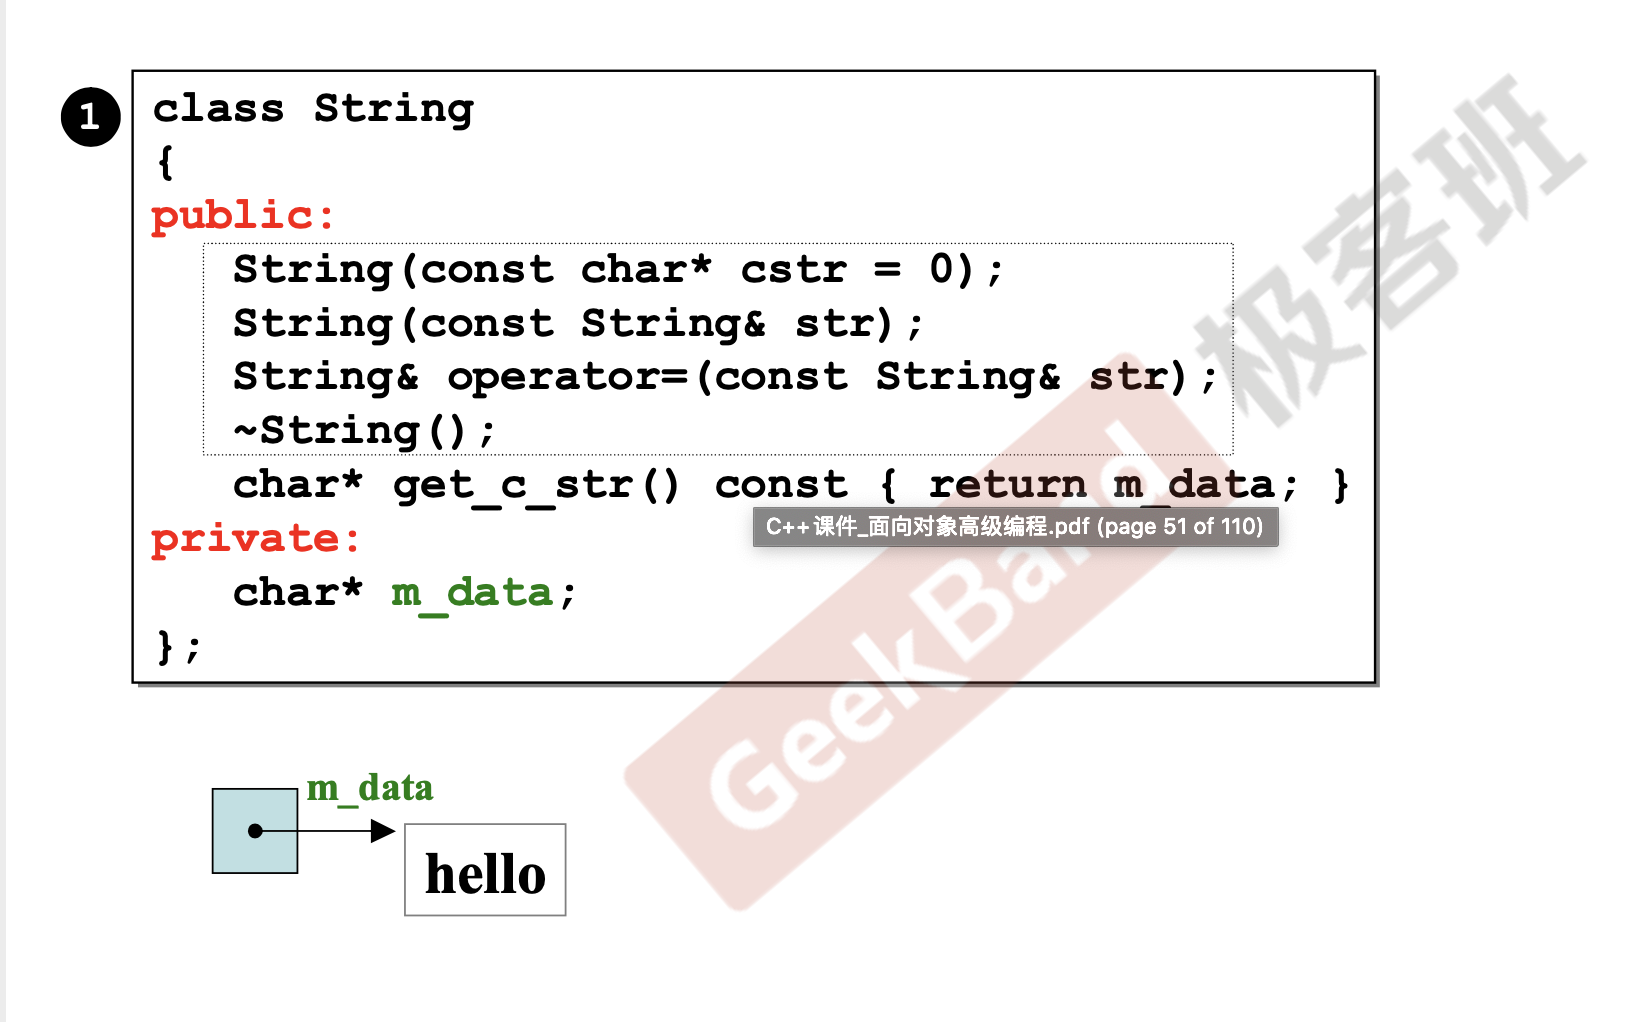 1
class String
{
public:
String(const char* cstr = 0);
String(const String& str);
String& operator=(const String& str);
~String();
char* get_c_str() const { return m_data; }
C++课件_面向对象高级编程.pdf (page 51 of 110)
private:
char* m_data;
};
m_data
hello
GeekBand 极客班